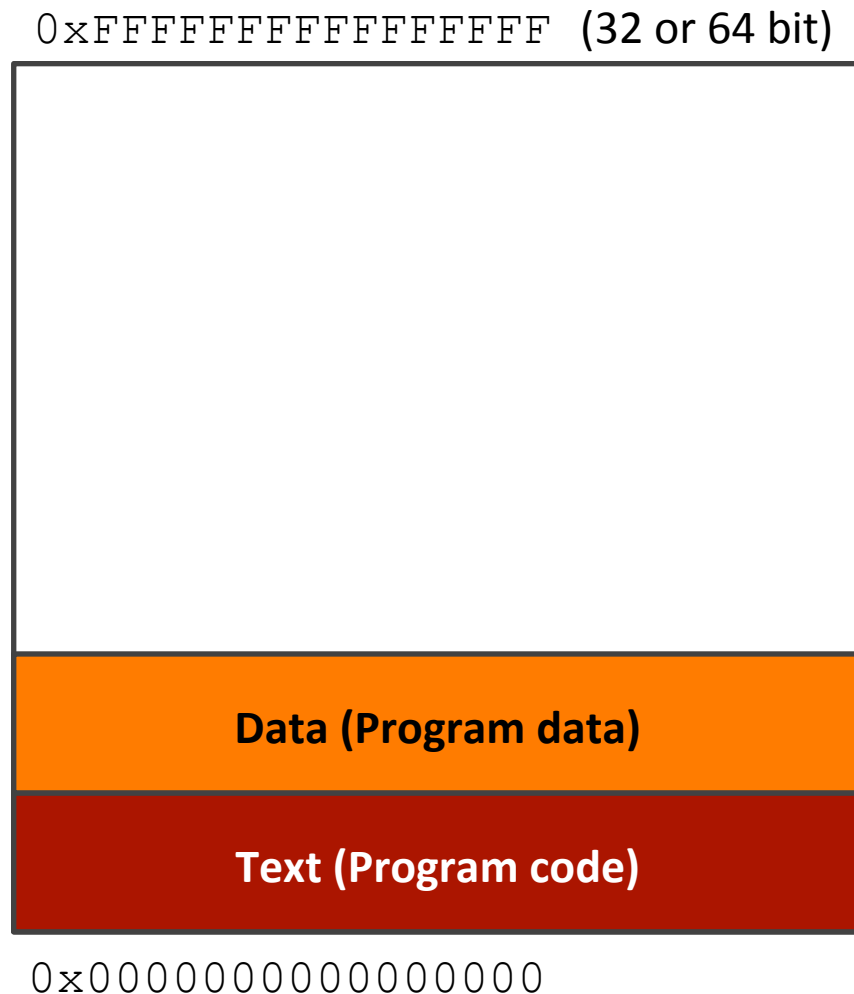 0xFFFFFFFFFFFFFFFF (32 or 64 bit)
Data (Program data)
Text (Program code)
0x0000000000000000